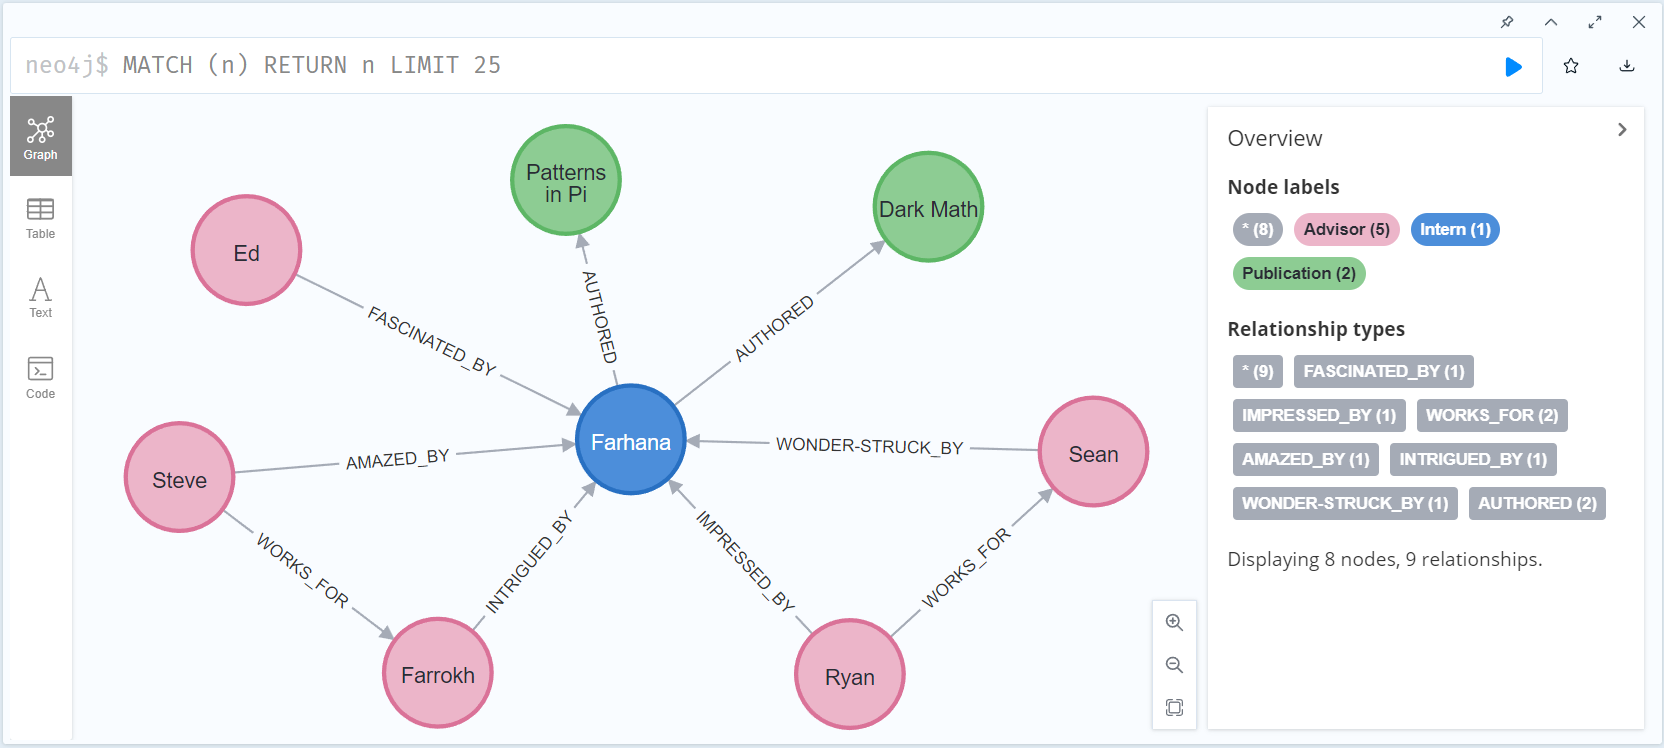 neo4j$ MATCH (n) RETURN n LIMIT 25
Graph
Table
Text
Code
Patterns
in Pi
Dark Math
Ed
FASCINATED_BY
AUTHORED
AUTHORED
Farhana
Steve
AMAZED_BY
WONDER-STRUCK_BY
Sean
WORKS_FOR
INTRIGUED_BY
IMPRESSED_BY
WORKS_FOR
Farrokh
Ryan
Overview
Node labels
* (8) Advisor (5) Intern (1)
Publication (2)
Relationship types
* (9) FASCINATED_BY (1)
IMPRESSED_BY (1) WORKS_FOR (2)
AMAZED_BY (1) INTRIGUED_BY (1)
WONDER-STRUCK_BY (1) AUTHORED (2)
Displaying 8 nodes, 9 relationships.